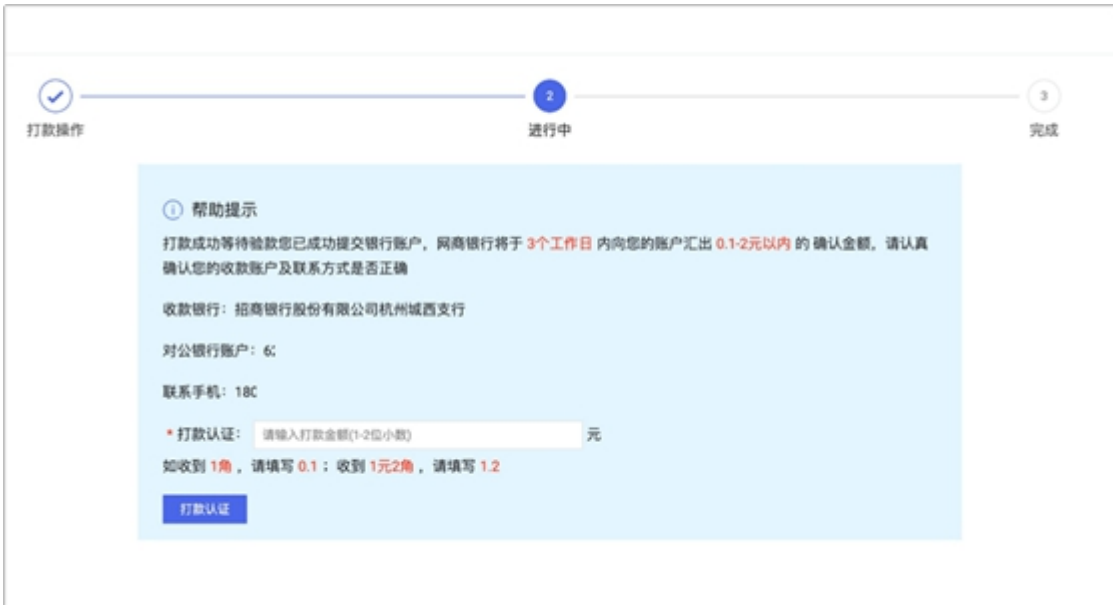 2
3
打款操作
进行中
完成
帮助提示
打款成功等待验款您已成功提交银行账户，网商银行将于 3个工作日 内向您的账户汇出 0.1-2元以内 的 确认金额，请认真
确认您的收款账户及联系方式是否正确
收款银行：招商银行股份有限公司杭州城西支行
对公银行账户：6
联系手机：180
* 打款认证： 请输入打款金额(1-2位小数) 元
如收到 1角 ，请填写 0.1 ；收到 1元2角 ，请填写 1.2
打款认证